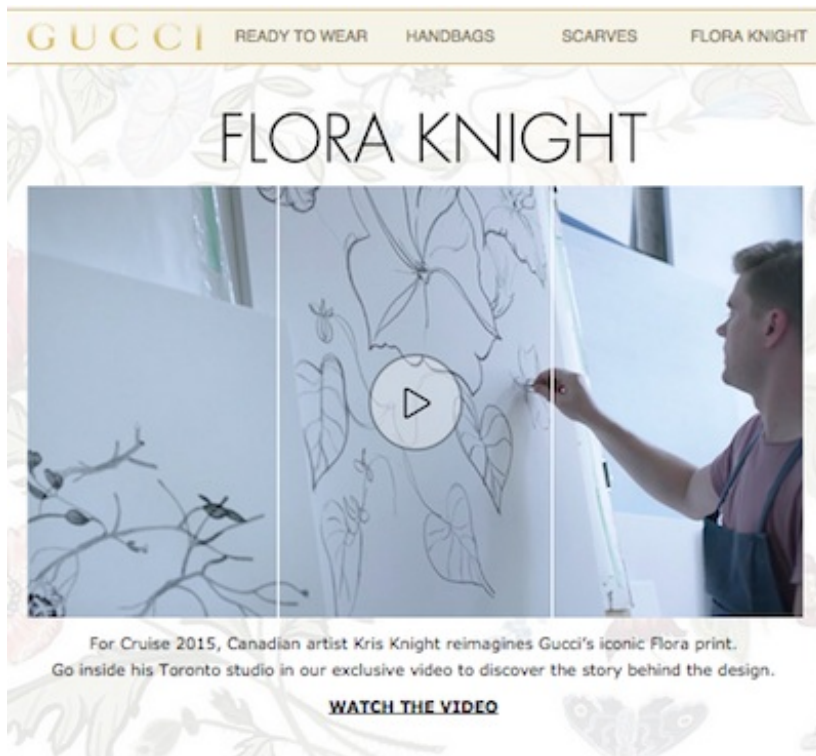 GUCCI READY TO WEAR HANDBAGS SCARVES FLORA KNIGHT
FLORA KNIGHT
For Cruise 2015, Canadian artist Kris Knight reimagines Gucci's iconic Flora print.
Go inside his Toronto studio in our exclusive video to discover the story behind the design.
WATCH THE VIDEO